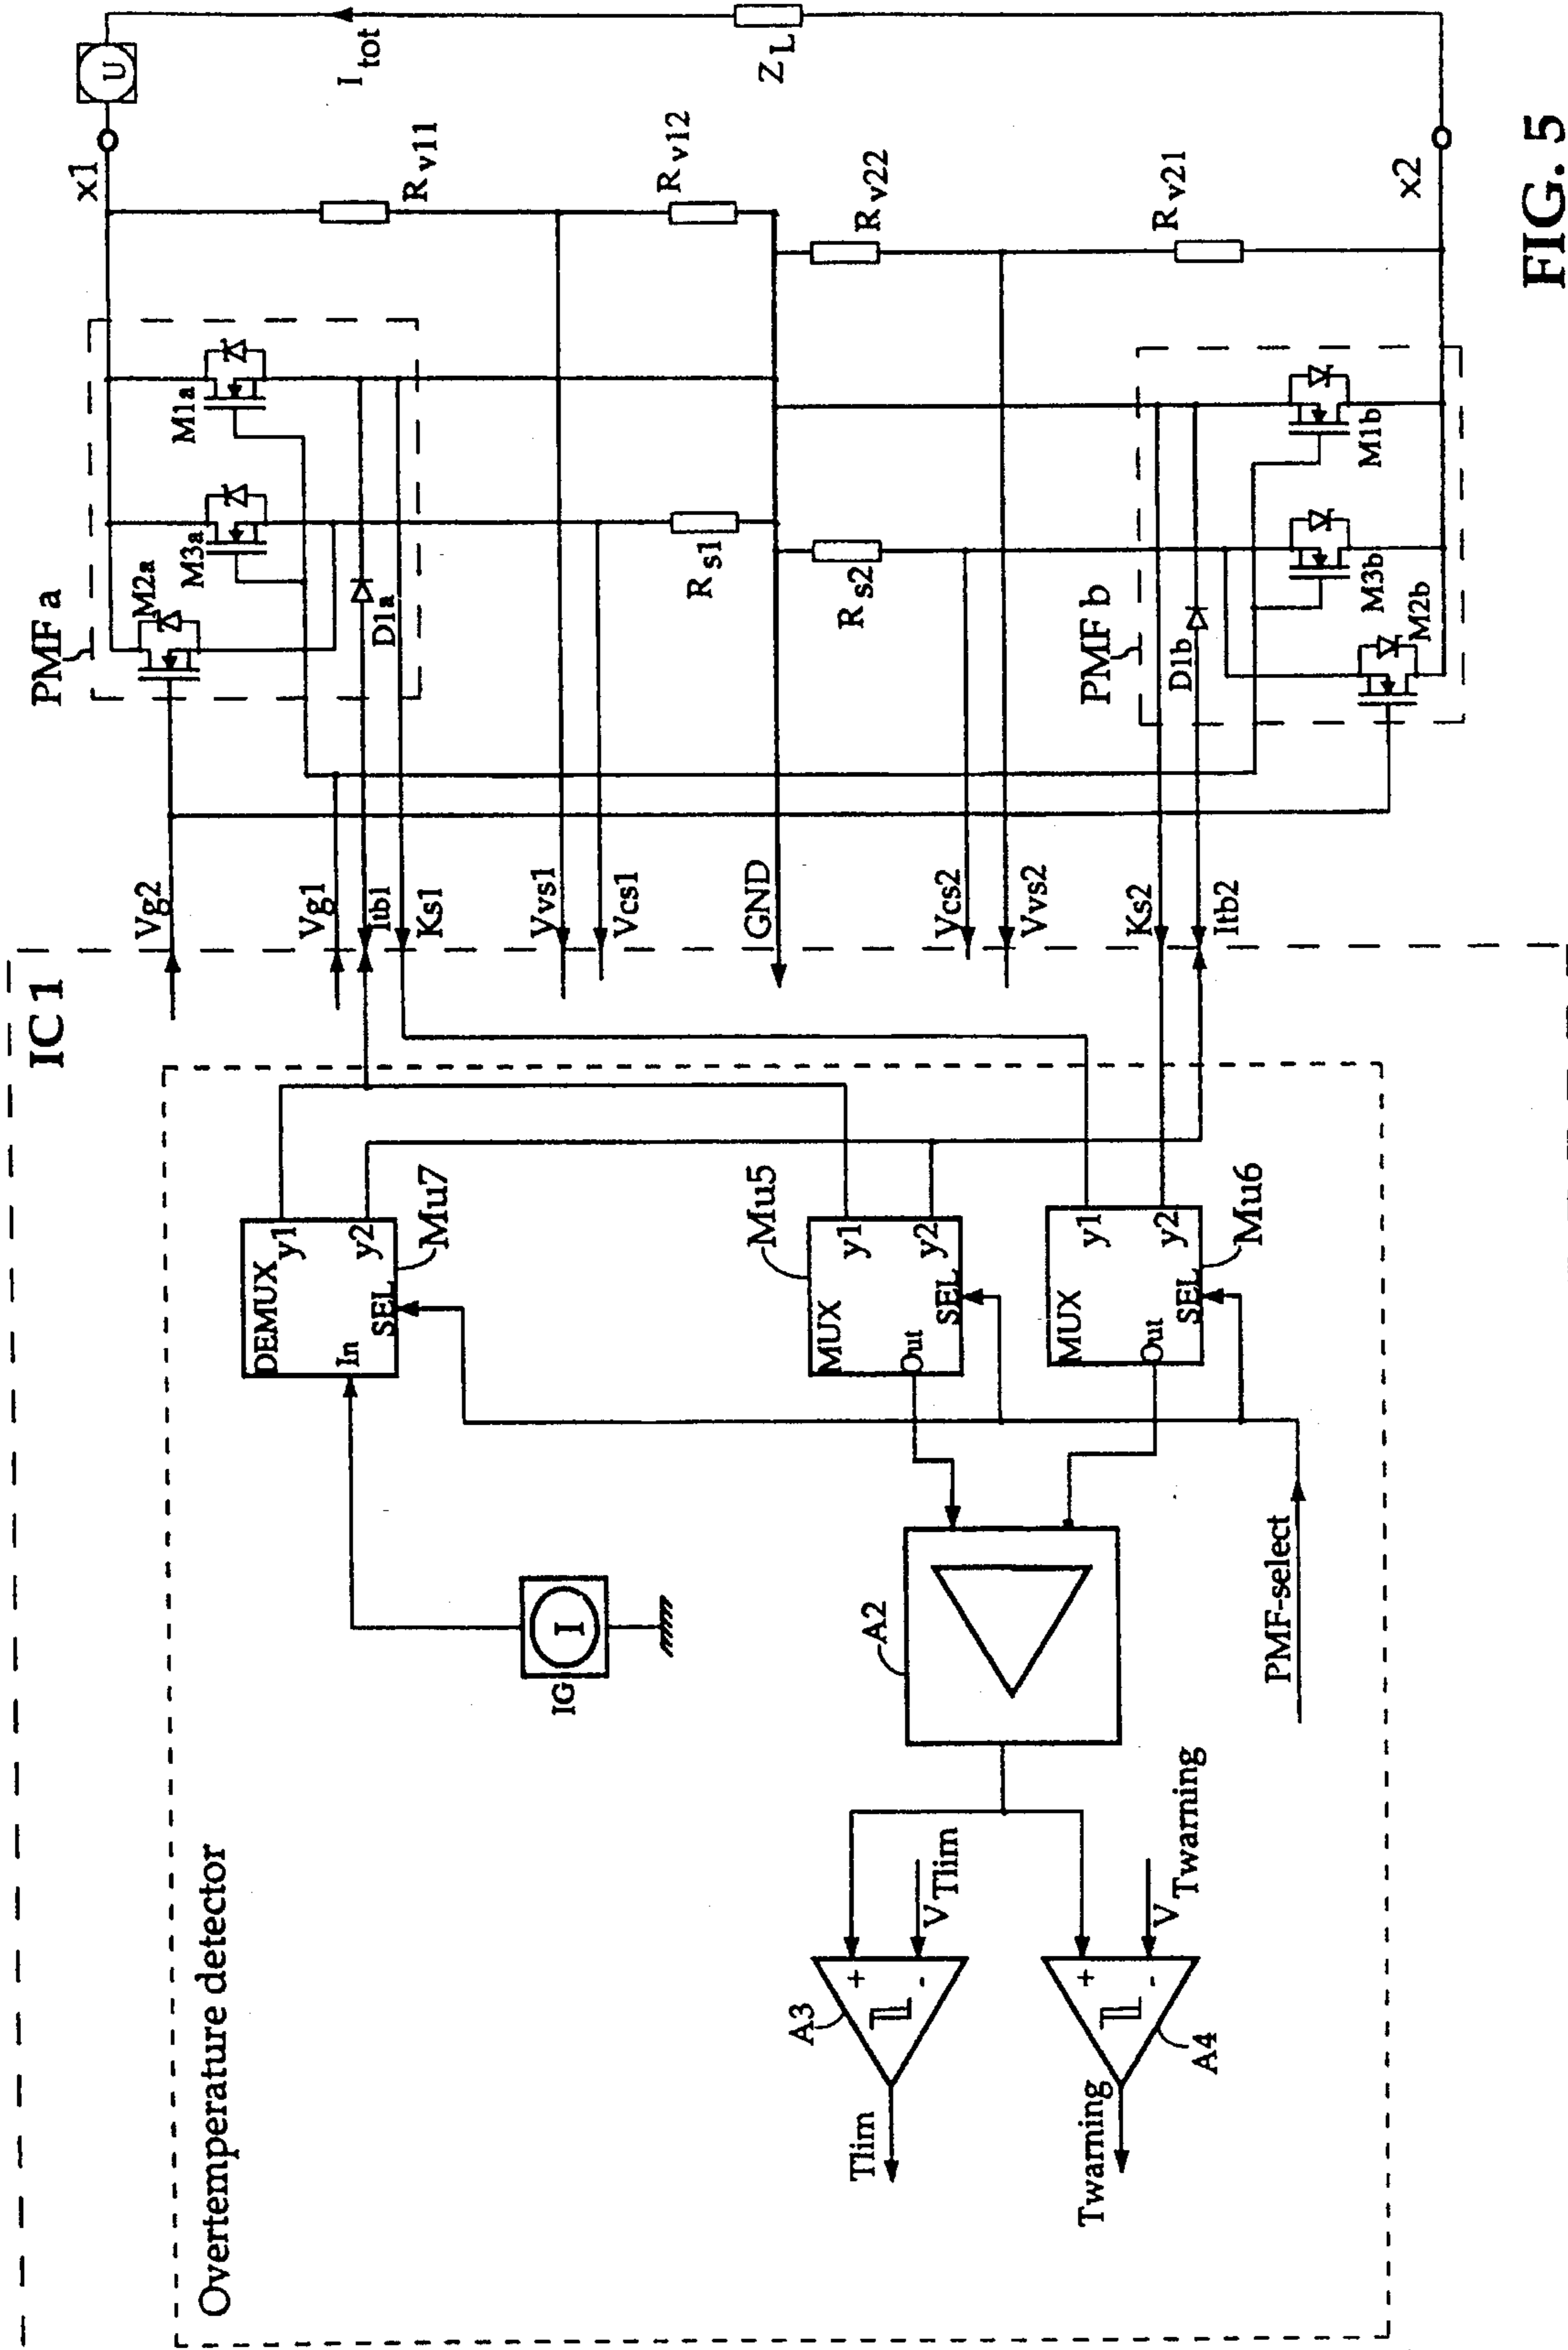 FIG. 5
IC 1
Overtemperature detector
PMF a
M2a
M3a
M1a
D1a
x1
U
I tot
Z L
R v11
R v12
R v22
R v21
x2
R s1
R s2
PMF b
D1b
M1b
M3b
M2b
Vg2
Vg1
Itb1
Ks1
Vvs1
Vcs1
GND
Vcs2
Vvs2
Ks2
Itb2
DEMUX
y1
y2
In
SEL
Mu7
MUX
y1
y2
Out
SEL
Mu5
MUX
y1
y2
Out
SEL
Mu6
I
IG
A2
PMF-select
A3
+
-
V Tlim
Tlim
A4
+
-
V Twarning
Twarning